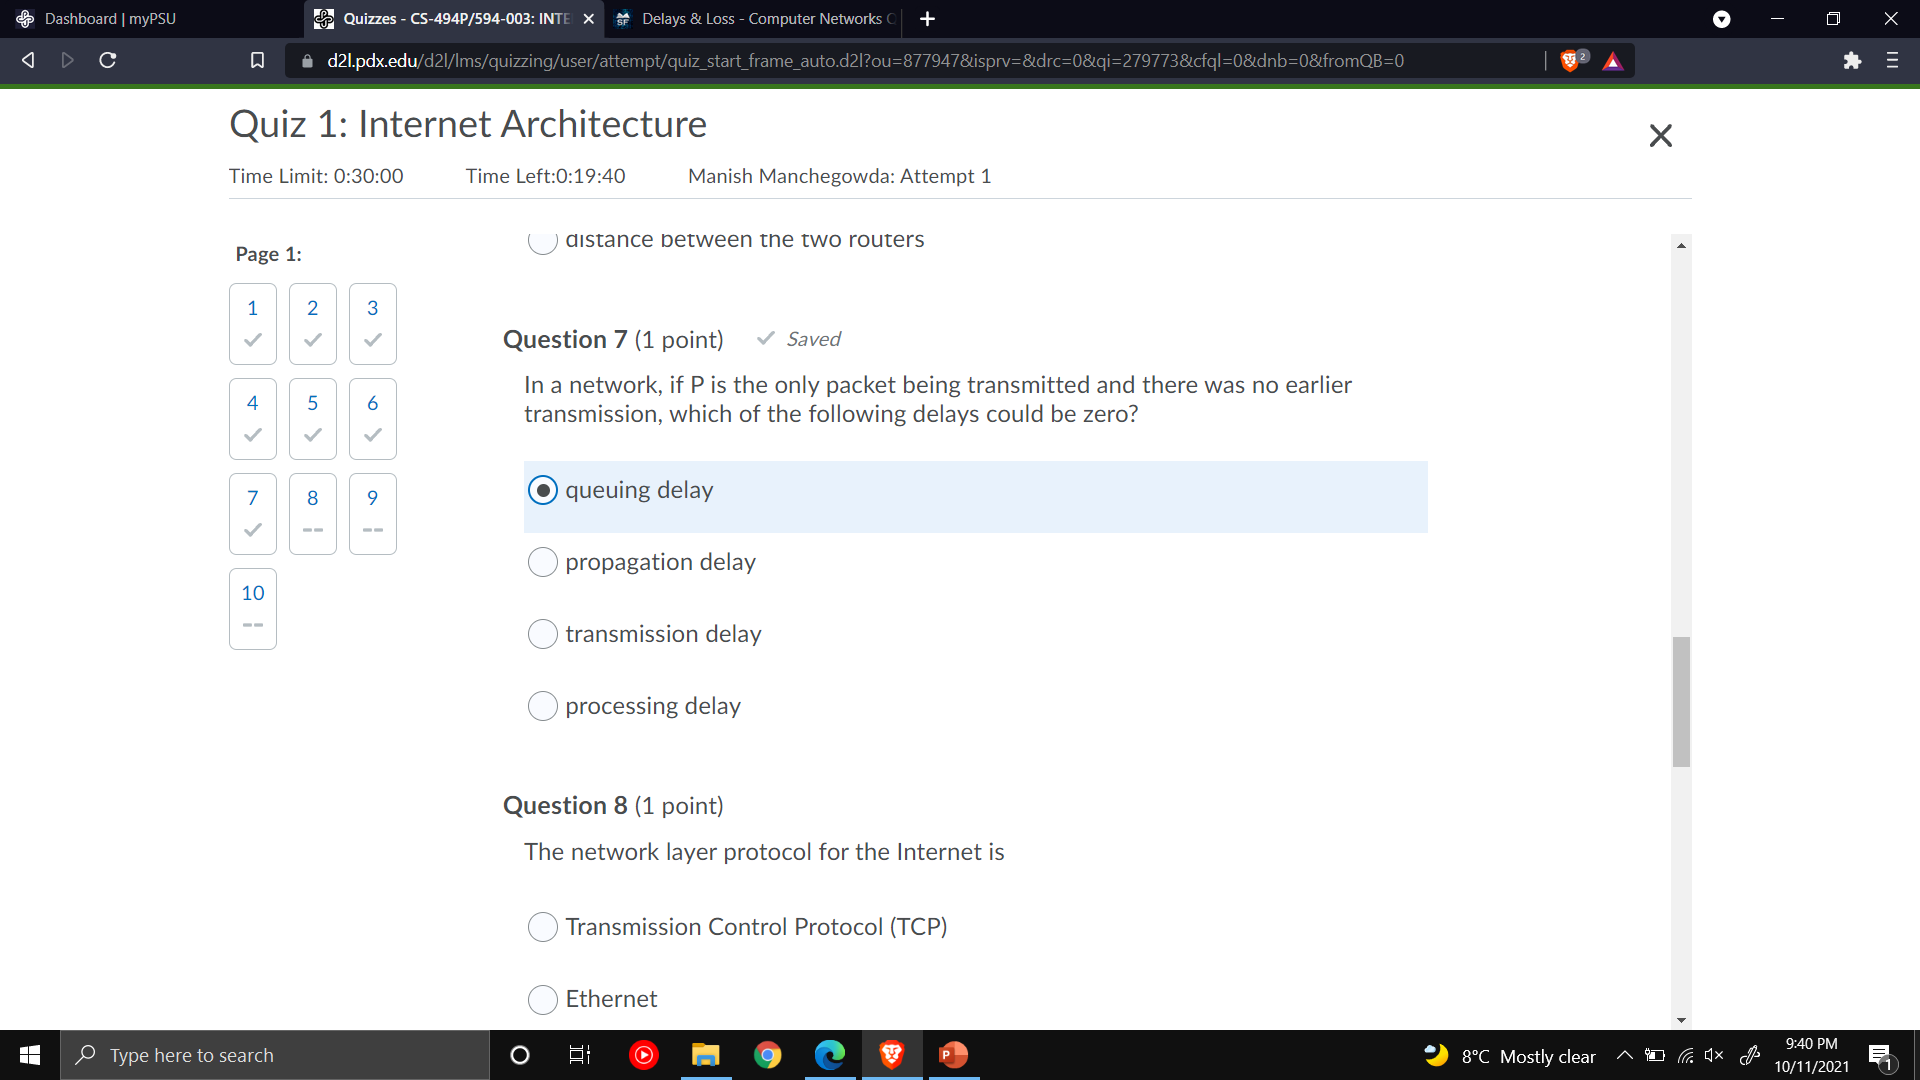 Dashboard | myPSU
Quizzes - CS-494P/594-003: INTE
Delays & Loss - Computer Networks Q
d2l.pdx.edu/d2l/lms/quizzing/user/attempt/quiz_start_frame_auto.d2l?ou=877947&isprv=&drc=0&qi=279773&cfql=0&dnb=0&fromQB=0
2
Quiz 1: Internet Architecture
Time Limit: 0:30:00 Time Left:0:19:40 Manish Manchegowda: Attempt 1
Page 1:
1 2 3
4 5 6
7 8 9
-- --
10
--
distance between the two routers
Question 7 (1 point) Saved
In a network, if P is the only packet being transmitted and there was no earlier
transmission, which of the following delays could be zero?
queuing delay
propagation delay
transmission delay
processing delay
Question 8 (1 point)
The network layer protocol for the Internet is
Transmission Control Protocol (TCP)
Ethernet
Type here to search
P
8°C Mostly clear
9:40 PM
10/11/2021
1